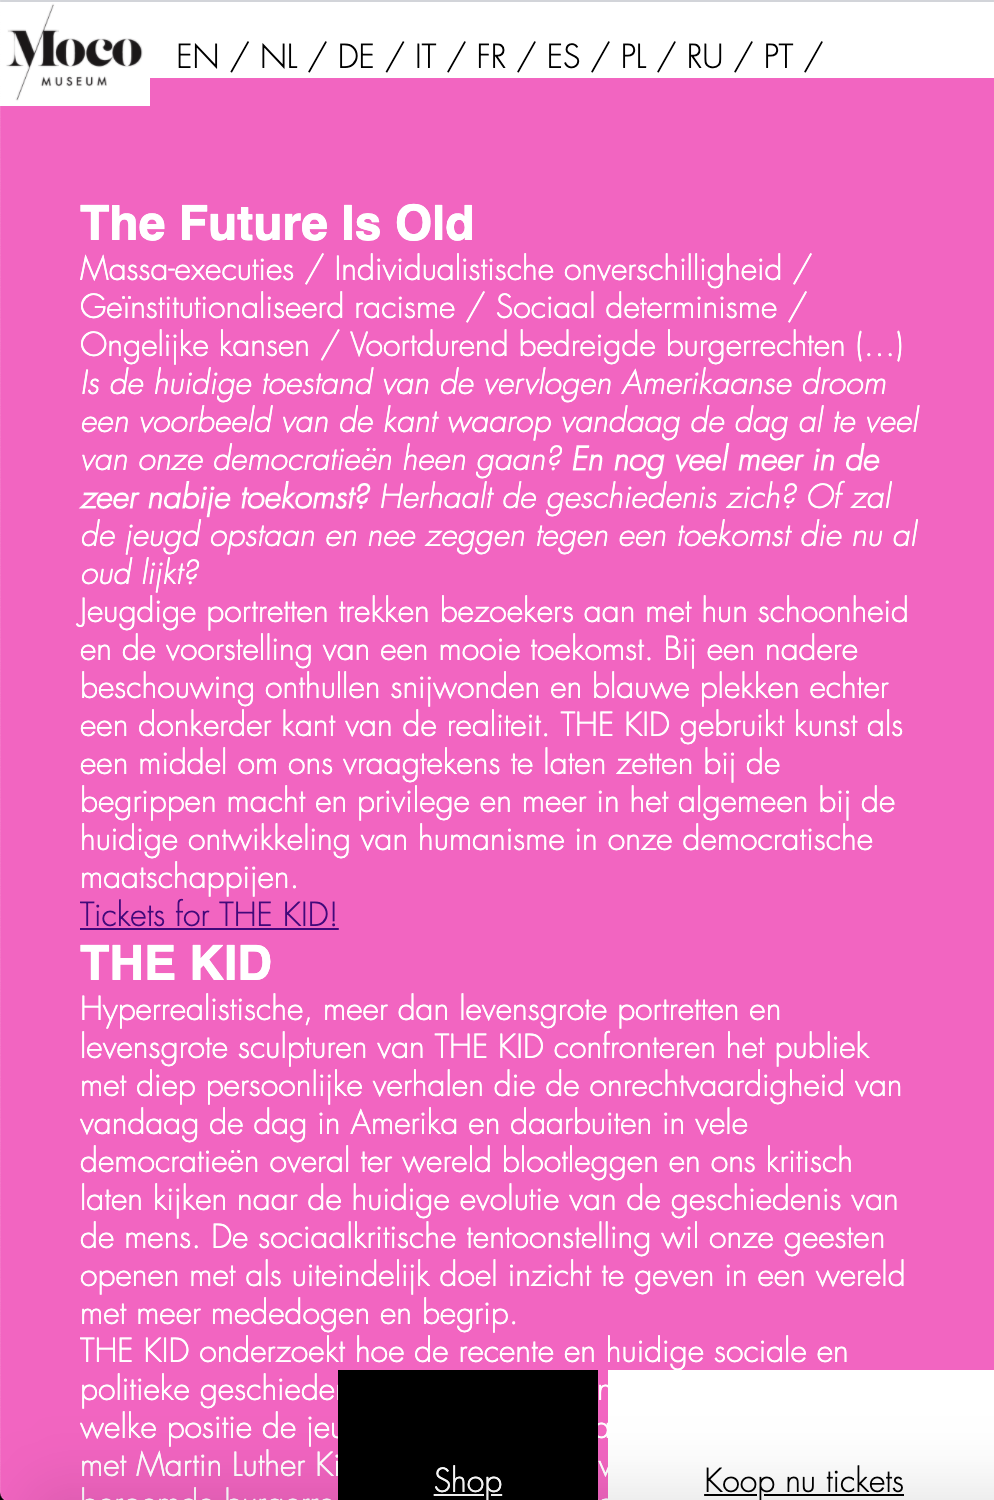 Moco
MUSEUM
EN / NL / DE / IT / FR / ES / PL / RU / PT /
The Future Is Old
Massa-executies / Individualistische onverschilligheid /
Geïnstitutionaliseerd racisme / Sociaal determinisme /
Ongelijke kansen / Voortdurend bedreigde burgerrechten (...)
Is de huidige toestand van de vervlogen Amerikaanse droom
een voorbeeld van de kant waarop vandaag de dag al te veel
van onze democratieën heen gaan? En nog veel meer in de
zeer nabije toekomst? Herhaalt de geschiedenis zich? Of zal
de jeugd opstaan en nee zeggen tegen een toekomst die nu al
oud lijkt?
Jeugdige portretten trekken bezoekers aan met hun schoonheid
en de voorstelling van een mooie toekomst. Bij een nadere
beschouwing onthullen snijwonden en blauwe plekken echter
een donkerder kant van de realiteit. THE KID gebruikt kunst als
een middel om ons vraagtekens te laten zetten bij de
begrippen macht en privilege en meer in het algemeen bij de
huidige ontwikkeling van humanisme in onze democratische
maatschappijen.
Tickets for THE KID!
THE KID
Hyperrealistische, meer dan levensgrote portretten en
levensgrote sculpturen van THE KID confronteren het publiek
met diep persoonlijke verhalen die de onrechtvaardigheid van
vandaag de dag in Amerika en daarbuiten in vele
democratieën overal ter wereld blootleggen en ons kritisch
laten kijken naar de huidige evolutie van de geschiedenis van
de mens. De sociaalkritische tentoonstelling wil onze geesten
openen met als uiteindelijk doel inzicht te geven in een wereld
met meer mededogen en begrip.
THE KID onderzoekt hoe de recente en huidige sociale en
politieke
welke positie de
met Martin Luther
Shop
Koop nu tickets